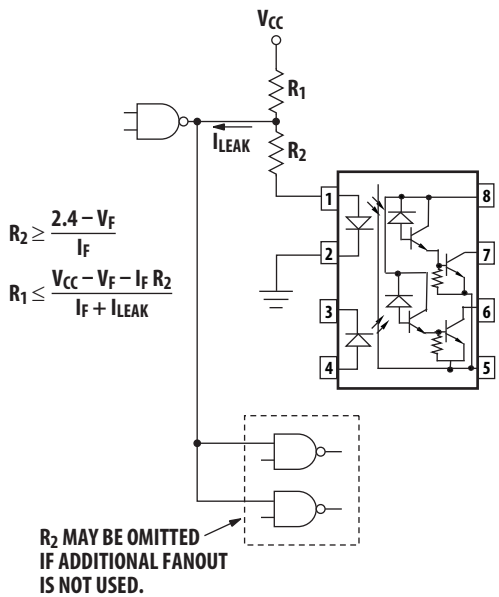 VCC
R1
ILEAK
R2
1
8
2
7
3
6
4
5
R2 ≥ 2.4 – VF / IF
R1 ≤ VCC – VF – IF R2 / IF + ILEAK
R2 MAY BE OMITTED
IF ADDITIONAL FANOUT
IS NOT USED.